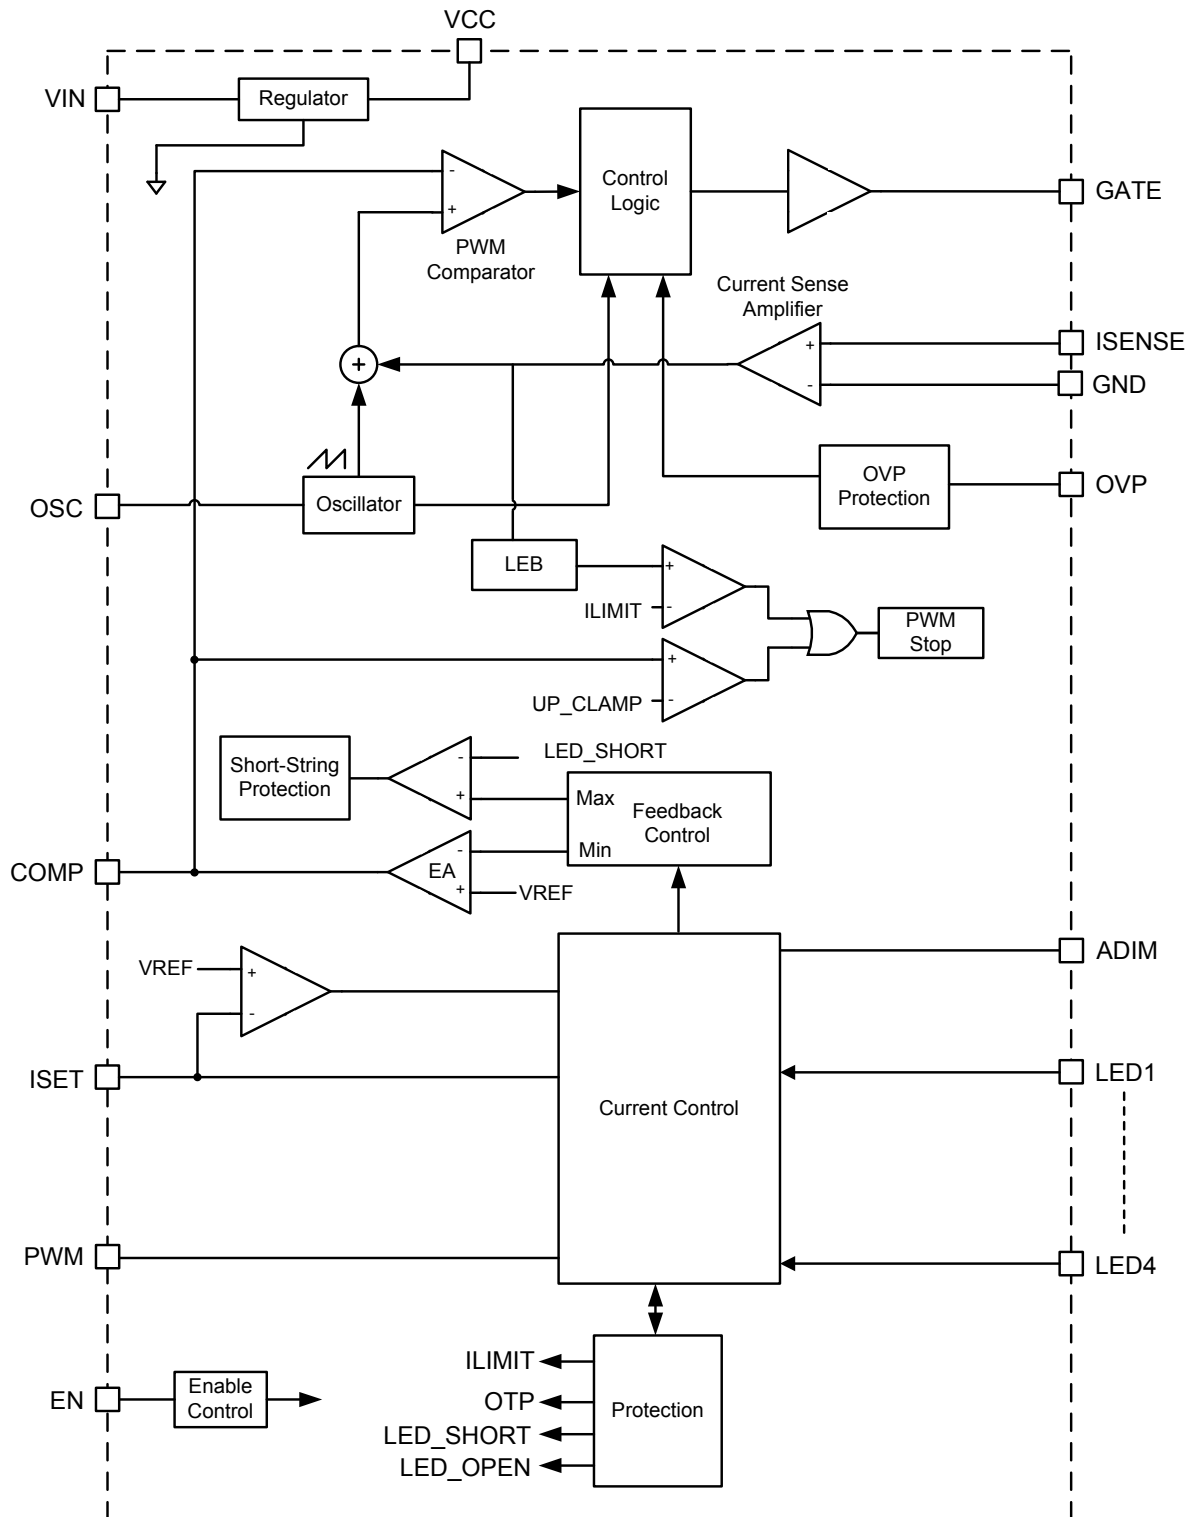 VCC
VIN
Regulator
-
+
PWM
Comparator
Control
Logic
GATE
Current Sense
Amplifier
+
-
ISENSE
GND
+
OSC
Oscillator
OVP
Protection
OVP
LEB
+
ILIMIT
-
PWM
Stop
+
UP_CLAMP
-
Short-String
Protection
-
LED_SHORT
+
Max
Feedback
Control
Min
COMP
EA
-
+
VREF
VREF
+
-
ADIM
ISET
LED1
Current Control
PWM
LED4
EN
Enable
Control
ILIMIT
OTP
LED_SHORT
LED_OPEN
Protection